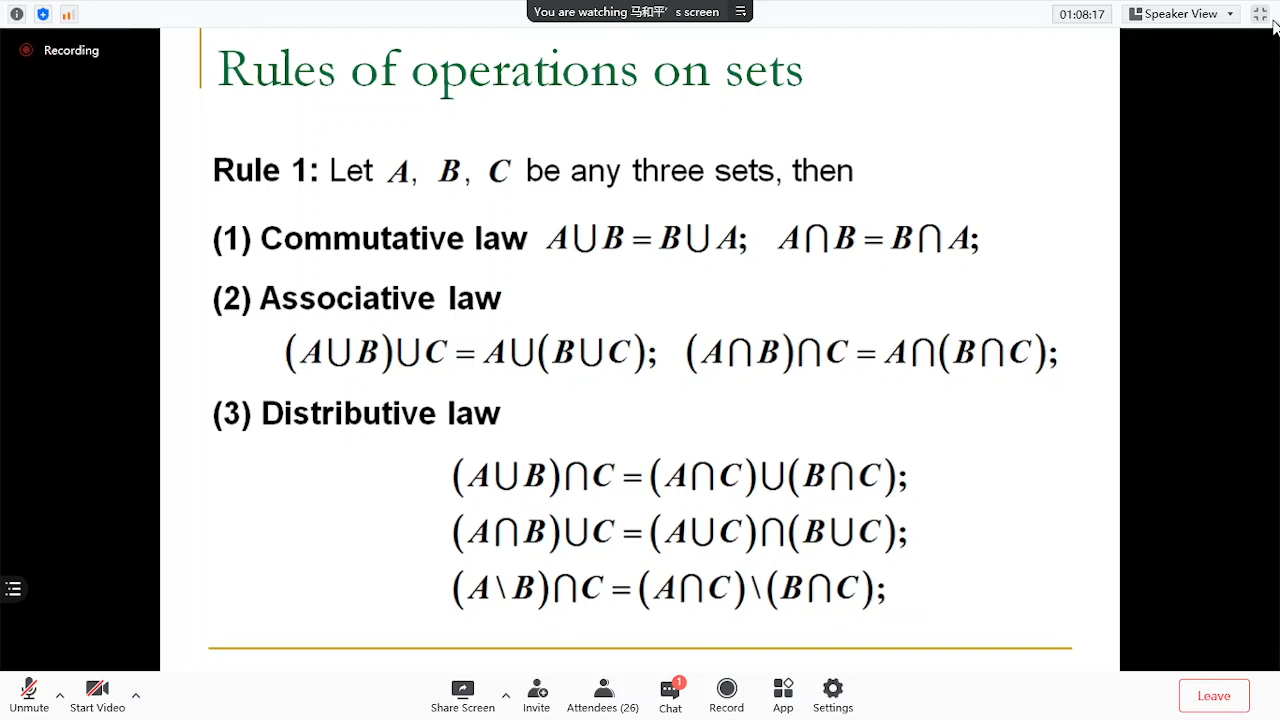 You are watching 马和平’s screen
01:08:17
Speaker View
Recording
Rules of operations on sets
Rule 1: Let A, B, C be any three sets, then
(1) Commutative law A⋃B = B⋃A; A⋂B = B⋂A;
(2) Associative law
(A⋃B)⋃C = A⋃(B⋃C); (A⋂B)⋂C = A⋂(B⋂C);
(3) Distributive law
(A⋃B)⋂C = (A⋂C)⋃(B⋂C);
(A⋂B)⋃C = (A⋃C)⋂(B⋃C);
(A\B)⋂C = (A⋂C)\(B⋂C);
1
Unmute Start Video Share Screen Invite Attendees (26) Chat Record App Settings Leave